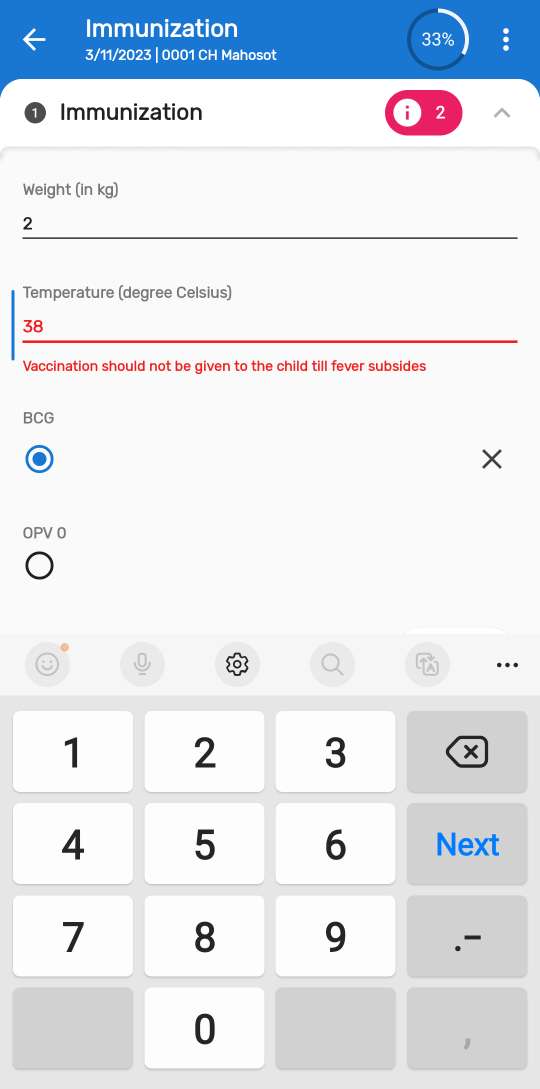 Immunization
3/11/2023 | 0001 CH Mahosot
33%
1 Immunization
i 2
Weight (in kg)
2
Temperature (degree Celsius)
38
Vaccination should not be given to the child till fever subsides
BCG
OPV 0
1 2 3
4 5 6 Next
7 8 9 .-
0 ,